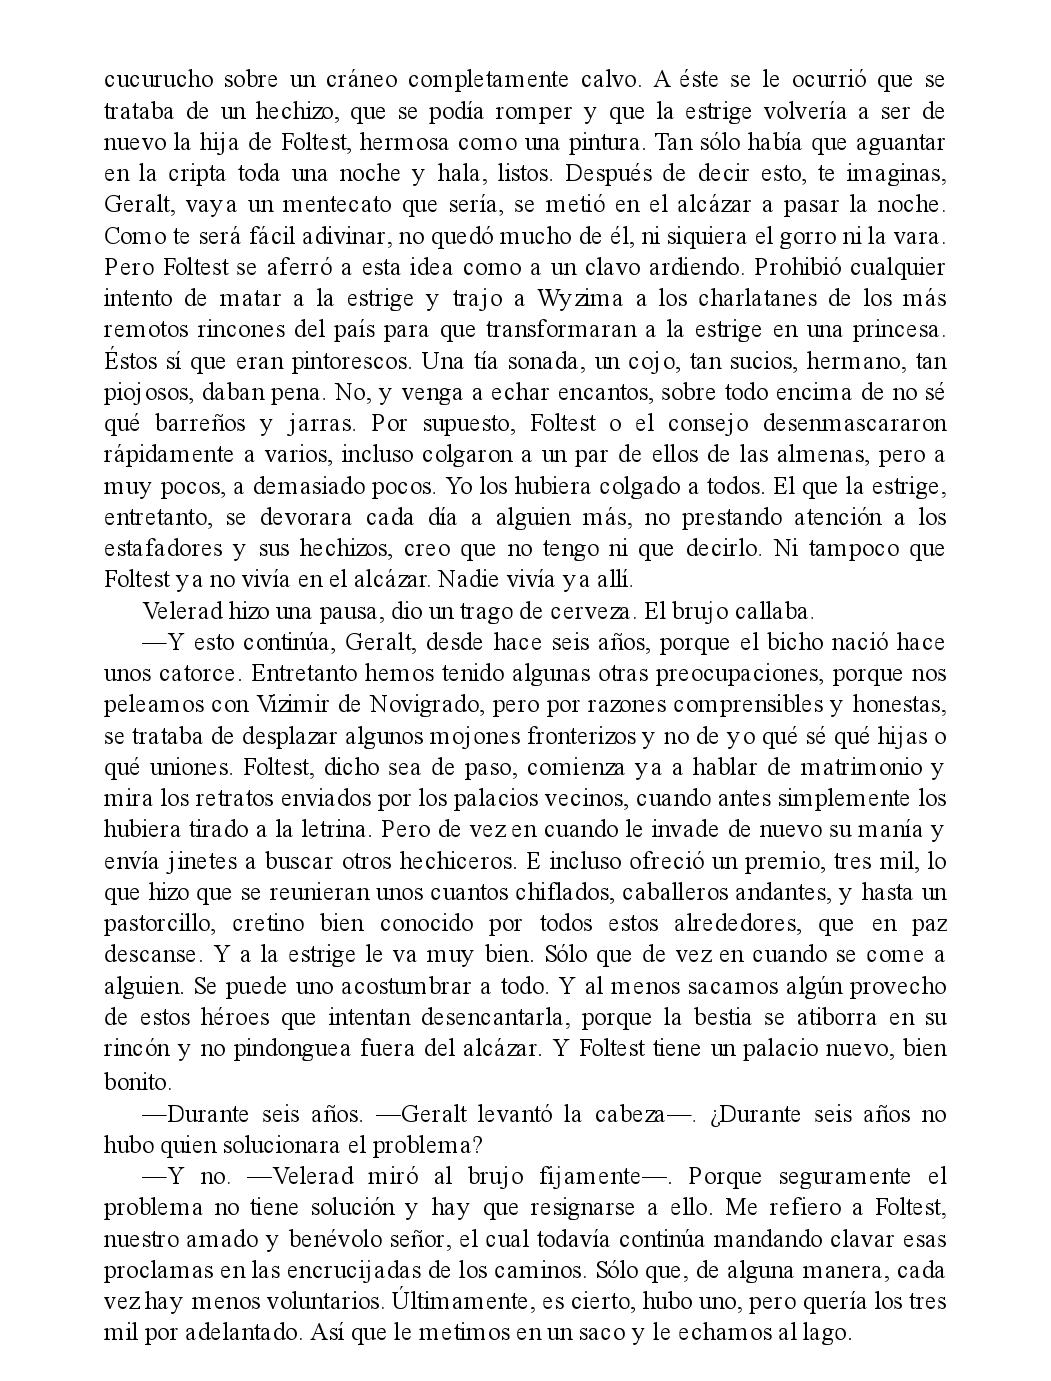 cucurucho sobre un cráneo completamente calvo. A éste se le ocurrió que se
trataba de un hechizo, que se podía romper y que la estrige volvería a ser de
nuevo la hija de Foltest, hermosa como una pintura. Tan sólo había que aguantar
en la cripta toda una noche y hala, listos. Después de decir esto, te imaginas,
Geralt, vaya un mentecato que sería, se metió en el alcázar a pasar la noche.
Como te será fácil adivinar, no quedó mucho de él, ni siquiera el gorro ni la vara.
Pero Foltest se aferró a esta idea como a un clavo ardiendo. Prohibió cualquier
intento de matar a la estrige y trajo a Wyzima a los charlatanes de los más
remotos rincones del país para que transformaran a la estrige en una princesa.
Éstos sí que eran pintorescos. Una tía sonada, un cojo, tan sucios, hermano, tan
piojosos, daban pena. No, y venga a echar encantos, sobre todo encima de no sé
qué barreños y jarras. Por supuesto, Foltest o el consejo desenmascararon
rápidamente a varios, incluso colgaron a un par de ellos de las almenas, pero a
muy pocos, a demasiado pocos. Yo los hubiera colgado a todos. El que la estrige,
entretanto, se devorara cada día a alguien más, no prestando atención a los
estafadores y sus hechizos, creo que no tengo ni que decirlo. Ni tampoco que
Foltest ya no vivía en el alcázar. Nadie vivía ya allí.
Velerad hizo una pausa, dio un trago de cerveza. El brujo callaba.
—Y esto continúa, Geralt, desde hace seis años, porque el bicho nació hace
unos catorce. Entretanto hemos tenido algunas otras preocupaciones, porque nos
peleamos con Vizimir de Novigrado, pero por razones comprensibles y honestas,
se trataba de desplazar algunos mojones fronterizos y no de yo qué sé qué hijas o
qué uniones. Foltest, dicho sea de paso, comienza ya a hablar de matrimonio y
mira los retratos enviados por los palacios vecinos, cuando antes simplemente los
hubiera tirado a la letrina. Pero de vez en cuando le invade de nuevo su manía y
envía jinetes a buscar otros hechiceros. E incluso ofreció un premio, tres mil, lo
que hizo que se reunieran unos cuantos chiflados, caballeros andantes, y hasta un
pastorcillo, cretino bien conocido por todos estos alrededores, que en paz
descanse. Y a la estrige le va muy bien. Sólo que de vez en cuando se come a
alguien. Se puede uno acostumbrar a todo. Y al menos sacamos algún provecho
de estos héroes que intentan desencantarla, porque la bestia se atiborra en su
rincón y no pindonguea fuera del alcázar. Y Foltest tiene un palacio nuevo, bien
bonito.
—Durante seis años. —Geralt levantó la cabeza—. ¿Durante seis años no
hubo quien solucionara el problema?
—Y no. —Velerad miró al brujo fijamente—. Porque seguramente el
problema no tiene solución y hay que resignarse a ello. Me refiero a Foltest,
nuestro amado y benévolo señor, el cual todavía continúa mandando clavar esas
proclamas en las encrucijadas de los caminos. Sólo que, de alguna manera, cada
vez hay menos voluntarios. Últimamente, es cierto, hubo uno, pero quería los tres
mil por adelantado. Así que le metimos en un saco y le echamos al lago.